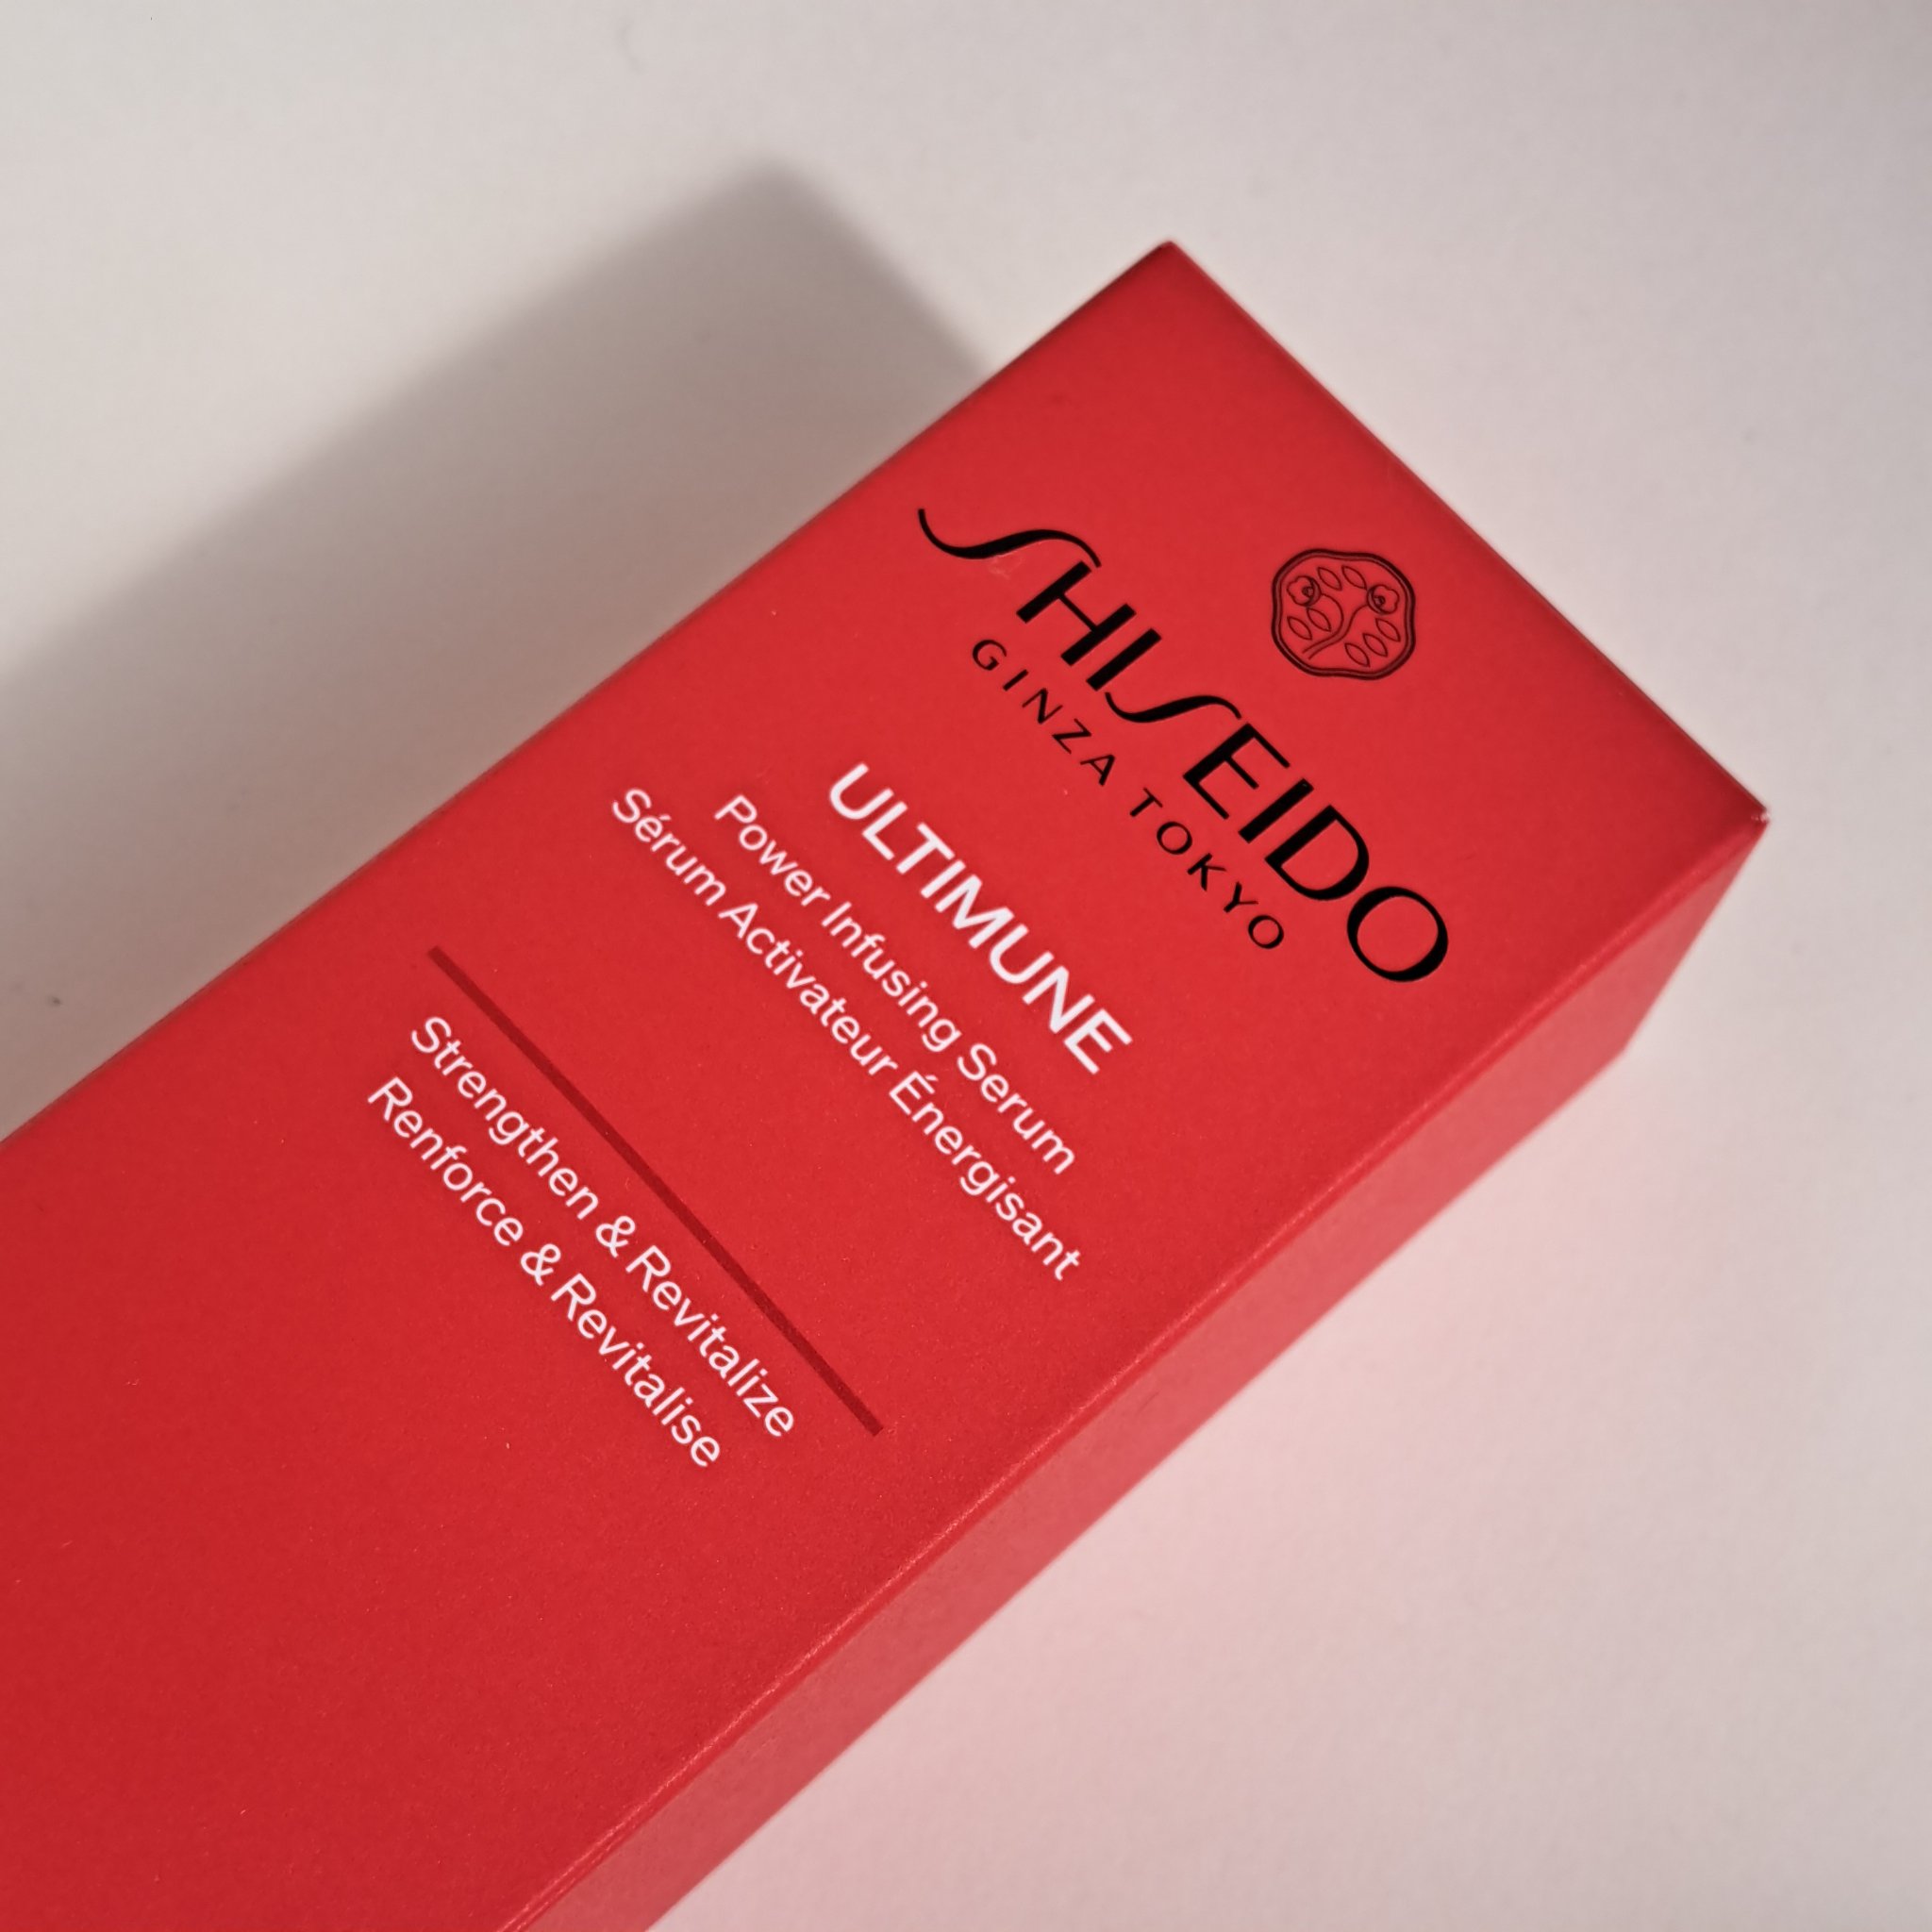 SHISEIDO
GINZA TOKYO
ULTIMUNE
Power Infusing Serum
Sérum Activateur Énergisant
Strengthen & Revitalize
Renforce & Revitalise